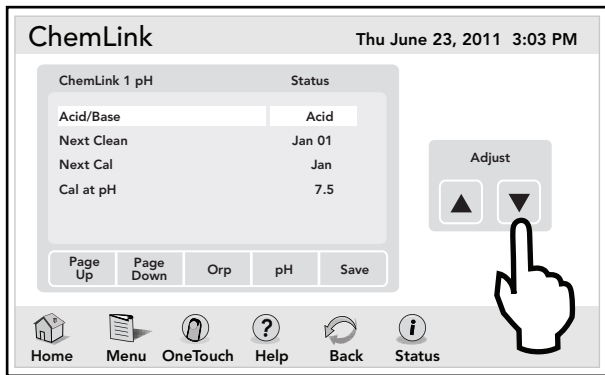 ChemLink Thu June 23, 2011 3:03 PM
ChemLink 1 pH Status
Acid/Base Acid
Next Clean Jan 01
Next Cal Jan
Cal at pH 7.5
Adjust
Page Up Page Down Orp pH Save
Home Menu OneTouch Help Back Status